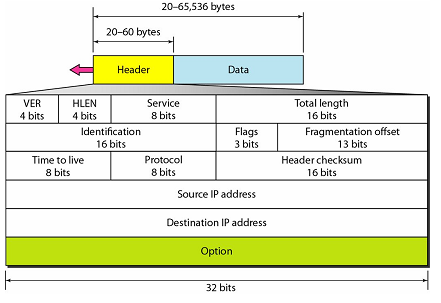 20–65,536 bytes
20–60 bytes
Header Data
VER HLEN Service Total length
4 bits 4 bits 8 bits 16 bits
Identification Flags Fragmentation offset
16 bits 3 bits 13 bits
Time to live Protocol Header checksum
8 bits 8 bits 16 bits
Source IP address
Destination IP address
Option
32 bits